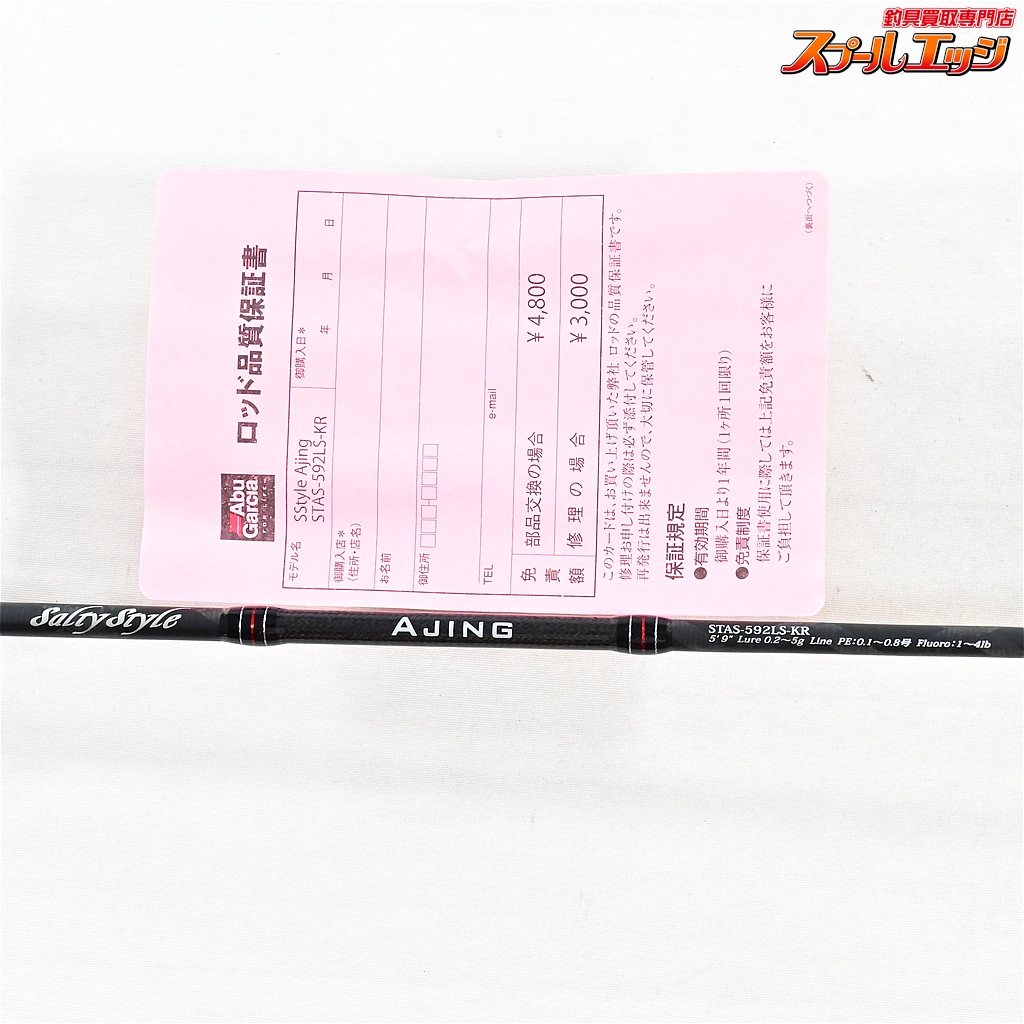 釣具買取専門店
スプールエッジ
Abu
Garcia
FOR LIFE
ロッド品質保証書
モデル名
SStyle Ajing
STAS-592LS-KR
御購入日*
年 月 日
御購入店*
(住所・店名)
お名前
御住所
TEL
e-mail
免責額
部品交換の場合 ¥4,800
修理の場合 ¥3,000
このカードは、お買い上げ頂いた弊社 ロッドの品質保証書です。
修理お申し付けの際は必ず添付してください。
再発行は出来ませんので、大切に保管してください。
保証規定
●有効期間
御購入日より1年間(1ヶ所1回限り)
●免責制度
保証書使用に際しては上記免責額をお客様に
ご負担して頂きます。
(裏面へつづく)
SaltyStyle
AJING
STAS-592LS-KR
5'9" Lure 0.2〜5g Line PE:0.1〜0.8号 Fluoro:1〜4lb